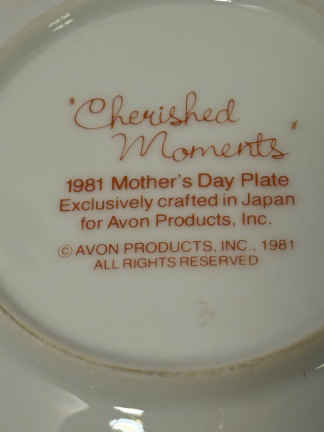 "Cherished
Moments"
1981 Mother's Day Plate
Exclusively crafted in Japan
for Avon Products, Inc.
© AVON PRODUCTS, INC., 1981
ALL RIGHTS RESERVED